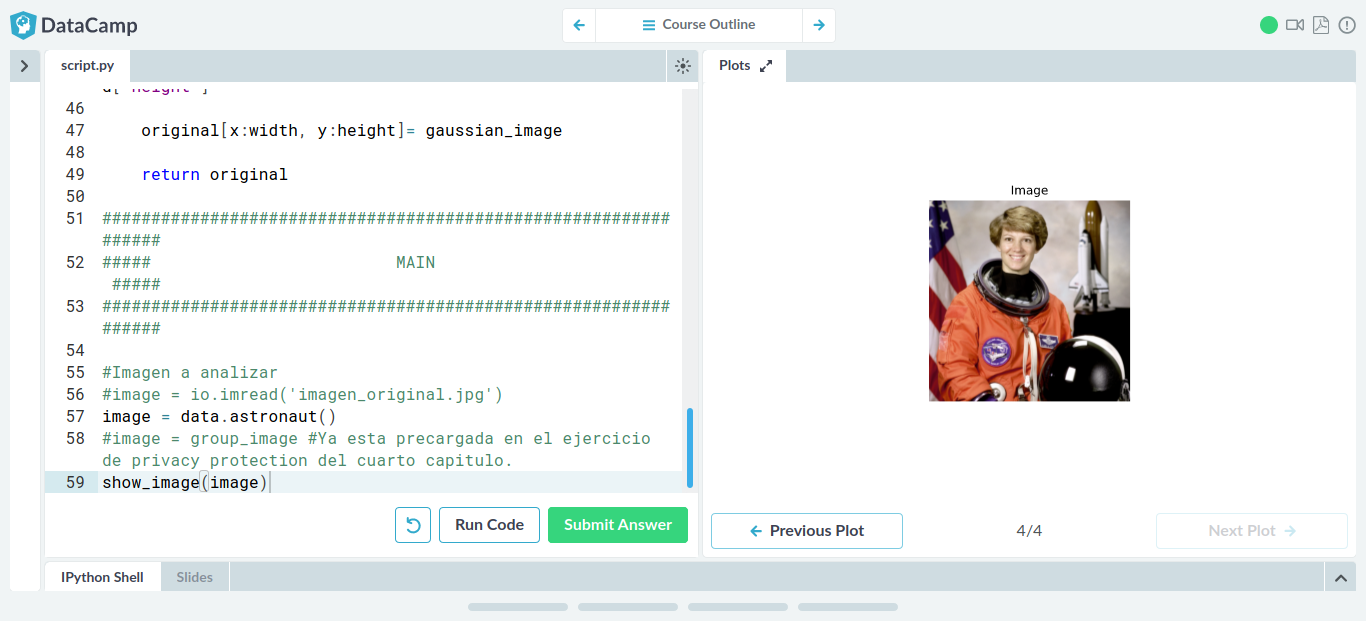 DataCamp
Course Outline
script.py
Plots
d["height"]
46
47 original[x:width, y:height]= gaussian_image
48
49 return original
50
51 ##########################################################
######
52 ##### MAIN
#####
53 ##########################################################
######
54
55 #Imagen a analizar
56 #image = io.imread('imagen_original.jpg')
57 image = data.astronaut()
58 #image = group_image #Ya esta precargada en el ejercicio
de privacy protection del cuarto capitulo.
59 show_image(image)
Image
Run Code
Submit Answer
Previous Plot
4/4
Next Plot
IPython Shell
Slides